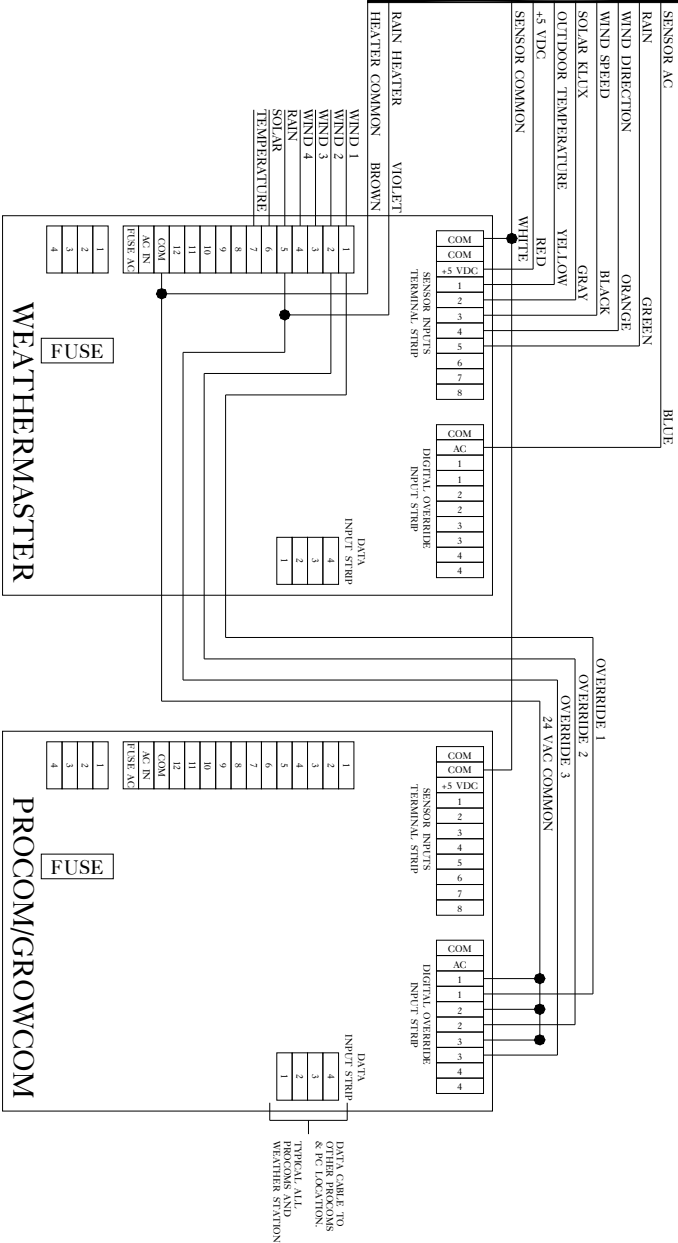 SENSOR AC
BLUE
RAIN
GREEN
WIND DIRECTION
ORANGE
WIND SPEED
BLACK
SOLAR KLUX
GRAY
OUTDOOR TEMPERATURE
YELLOW
+5 VDC
RED
SENSOR COMMON
WHITE
RAIN HEATER
VIOLET
HEATER COMMON
BROWN
WIND 1
WIND 2
WIND 3
WIND 4
RAIN
SOLAR
TEMPERATURE
COM
COM
+5 VDC
1
2
3
4
5
6
7
8
SENSOR INPUTS
TERMINAL STRIP
COM
AC
1
1
2
2
3
3
4
4
DIGITAL OVERRIDE
INPUT STRIP
1
2
3
4
5
6
7
8
9
10
11
12
COM
AC IN
FUSE AC
1
2
3
4
FUSE
DATA
INPUT STRIP
4
3
2
1
WEATHERMASTER
OVERRIDE 1
OVERRIDE 2
OVERRIDE 3
24 VAC COMMON
COM
COM
+5 VDC
1
2
3
4
5
6
7
8
SENSOR INPUTS
TERMINAL STRIP
COM
AC
1
1
2
2
3
3
4
4
DIGITAL OVERRIDE
INPUT STRIP
1
2
3
4
5
6
7
8
9
10
11
12
COM
AC IN
FUSE AC
1
2
3
4
FUSE
DATA
INPUT STRIP
4
3
2
1
PROCOM/GROWCOM
DATA CABLE TO
OTHER PROCOMS
& PC LOCATION.
TYPICAL ALL
PROCOMS AND
WEATHER STATION